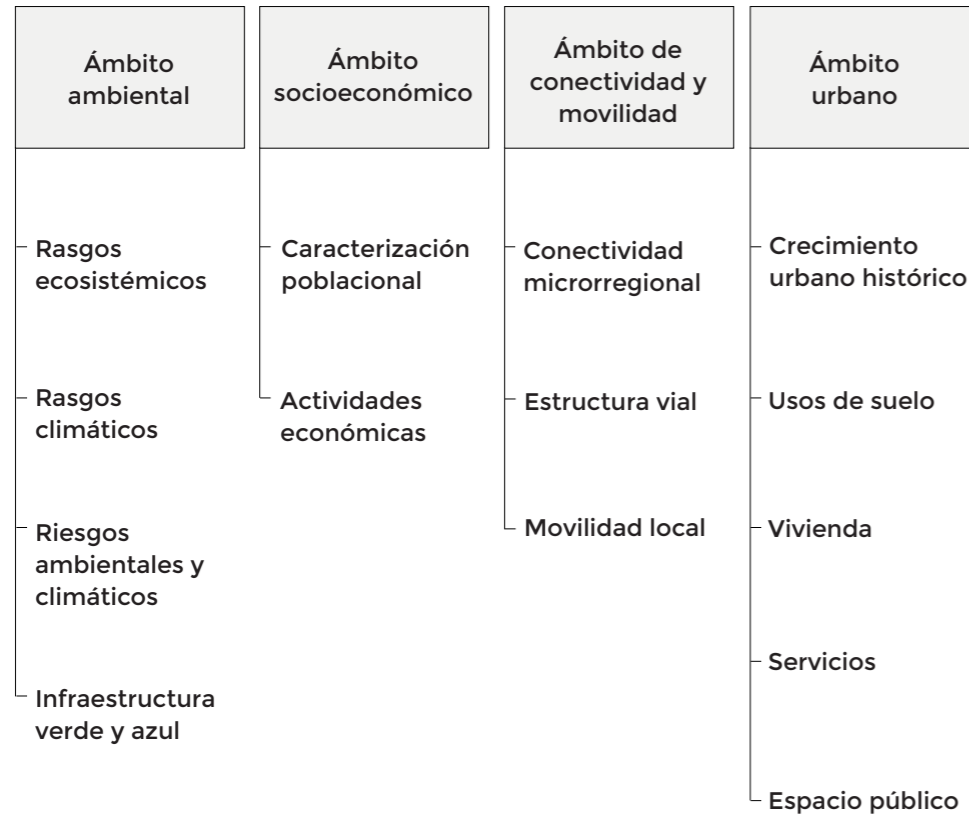 Ámbito
ambiental
Rasgos
ecosistémicos
Rasgos
climáticos
Riesgos
ambientales y
climáticos
Infraestructura
verde y azul
Ámbito
socioeconómico
Caracterización
poblacional
Actividades
económicas
Ámbito de
conectividad y
movilidad
Conectividad
microrregional
Estructura vial
Movilidad local
Ámbito
urbano
Crecimiento
urbano histórico
Usos de suelo
Vivienda
Servicios
Espacio público